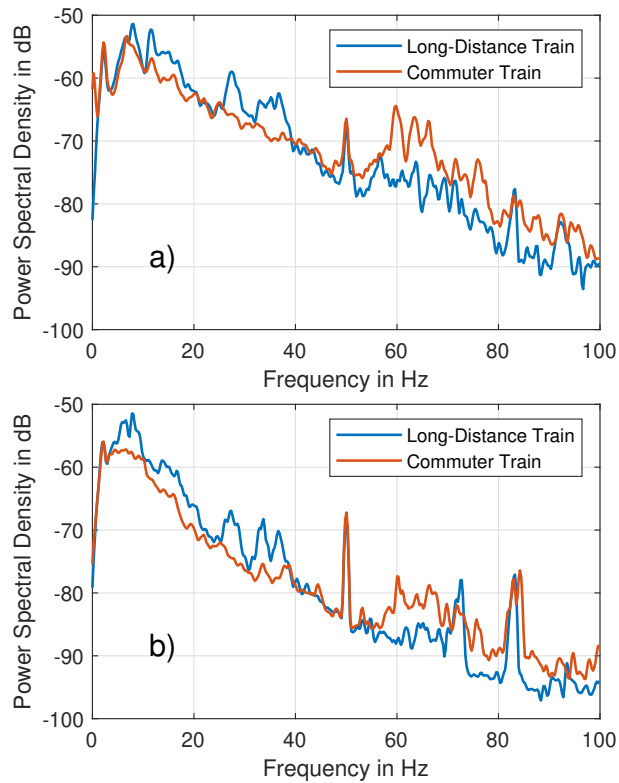 -50
-60
-70
-80
-90
-100
Power Spectral Density in dB
Long-Distance Train
Commuter Train
a)
0 20 40 60 80 100
Frequency in Hz
-50
-60
-70
-80
-90
-100
Power Spectral Density in dB
Long-Distance Train
Commuter Train
b)
0 20 40 60 80 100
Frequency in Hz